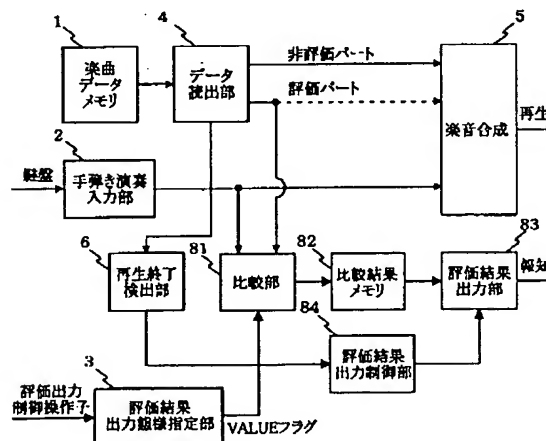 1
楽曲
データ
メモリ
4
データ
読出部
非評価パート
評価パート
5
楽音合成
再生
2
鍵盤
手弾き演奏
入力部
6
再生終了
検出部
81
比較部
82
比較結果
メモリ
83
評価結果
出力部
報知
84
評価結果
出力制御部
評価出力
制御操作子
3
評価結果
出力態様指定部
VALUEフラグ